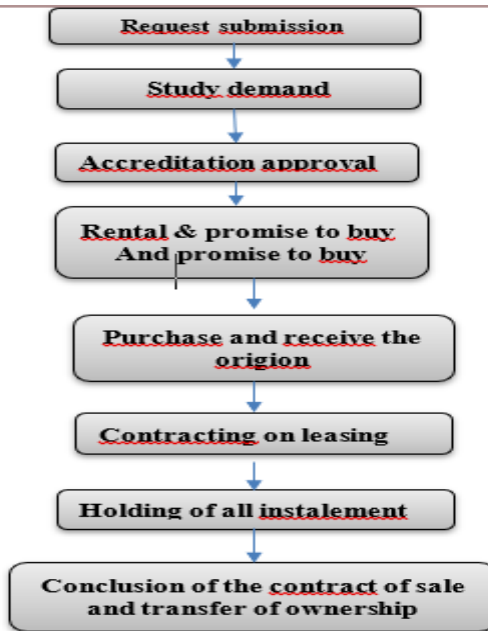 Request submission
Study demand
Accreditation approval
Rental & promise to buy
And promise to buy
Purchase and receive the
origion
Contracting on leasing
Holding of all instalement
Conclusion of the contract of sale
and transfer of ownership